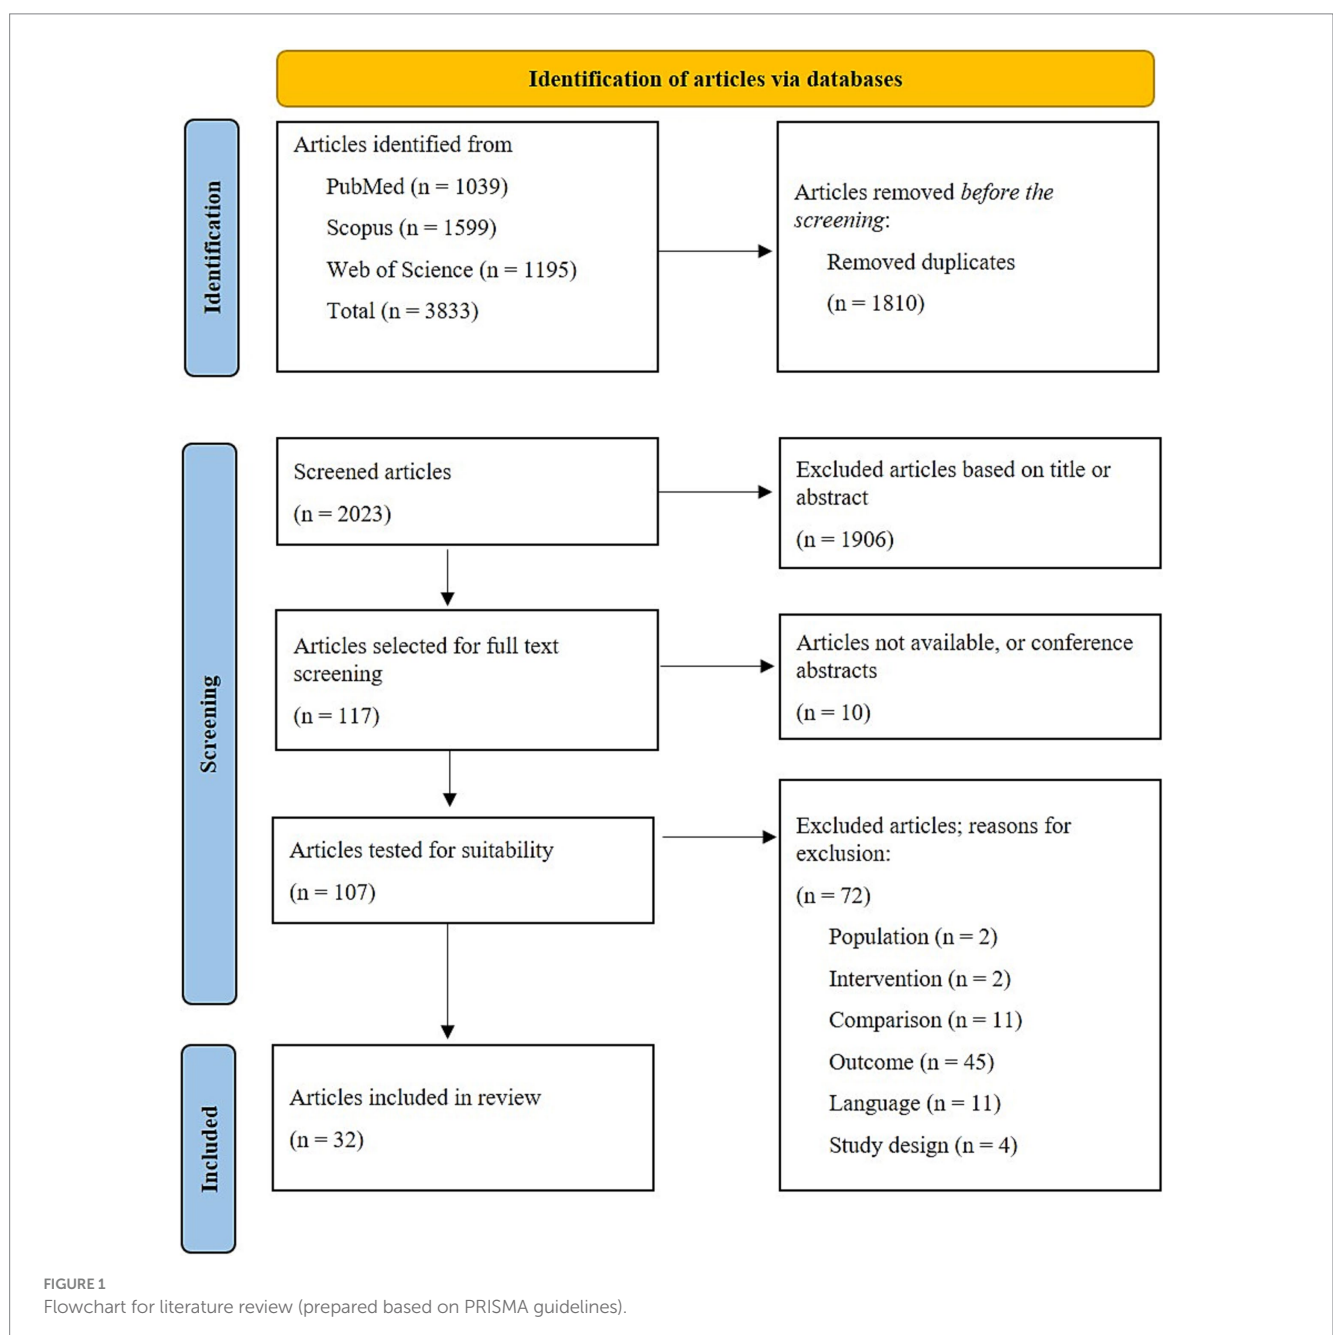 Identification of articles via databases
Identification
Articles identified from
PubMed (n = 1039)
Scopus (n = 1599)
Web of Science (n = 1195)
Total (n = 3833)
Articles removed before the
screening:
Removed duplicates
(n = 1810)
Screening
Screened articles
(n = 2023)
Excluded articles based on title or
abstract
(n = 1906)
Articles selected for full text
screening
(n = 117)
Articles not available, or conference
abstracts
(n = 10)
Articles tested for suitability
(n = 107)
Excluded articles; reasons for
exclusion:
(n = 72)
Population (n = 2)
Intervention (n = 2)
Comparison (n = 11)
Outcome (n = 45)
Language (n = 11)
Study design (n = 4)
Included
Articles included in review
(n = 32)
FIGURE 1
Flowchart for literature review (prepared based on PRISMA guidelines).